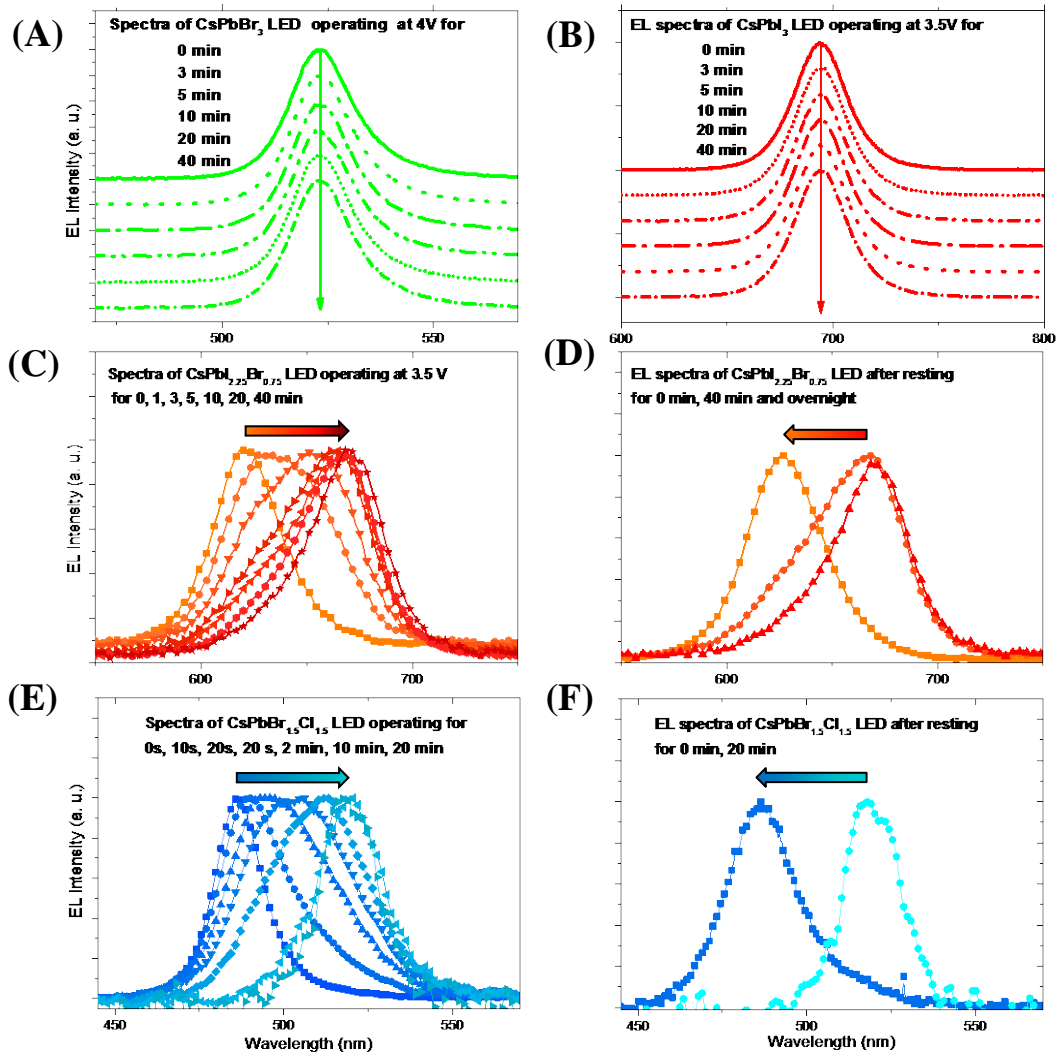 (A)
Spectra of CsPbBr3 LED operating at 4V for
0 min
3 min
5 min
10 min
20 min
40 min
EL Intensity (a. u.)
500
550
(B)
EL spectra of CsPbI3 LED operating at 3.5V for
0 min
3 min
5 min
10 min
20 min
40 min
600
700
800
(C)
Spectra of CsPbI2.25Br0.75 LED operating at 3.5 V
for 0, 1, 3, 5, 10, 20, 40 min
EL Intensity (a. u.)
600
700
(D)
EL spectra of CsPbI2.25Br0.75 LED after resting
for 0 min, 40 min and overnight
600
700
(E)
Spectra of CsPbBr1.5Cl1.5 LED operating for
0s, 10s, 20s, 20 s, 2 min, 10 min, 20 min
EL Intensity (a. u.)
450
500
550
Wavelength (nm)
(F)
EL spectra of CsPbBr1.5Cl1.5 LED after resting
for 0 min, 20 min
450
500
550
Wavelength (nm)